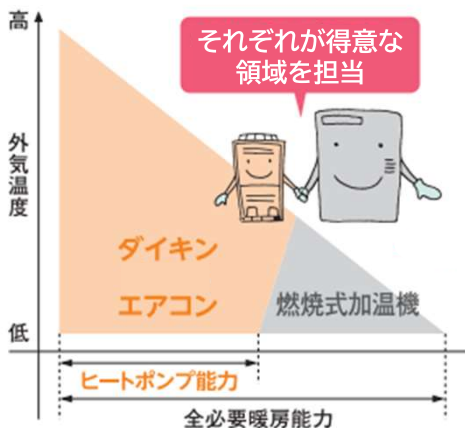 高
それぞれが得意な
領域を担当
外気温度
ダイキン
エアコン
燃焼式加温機
低
ヒートポンプ能力
全必要暖房能力